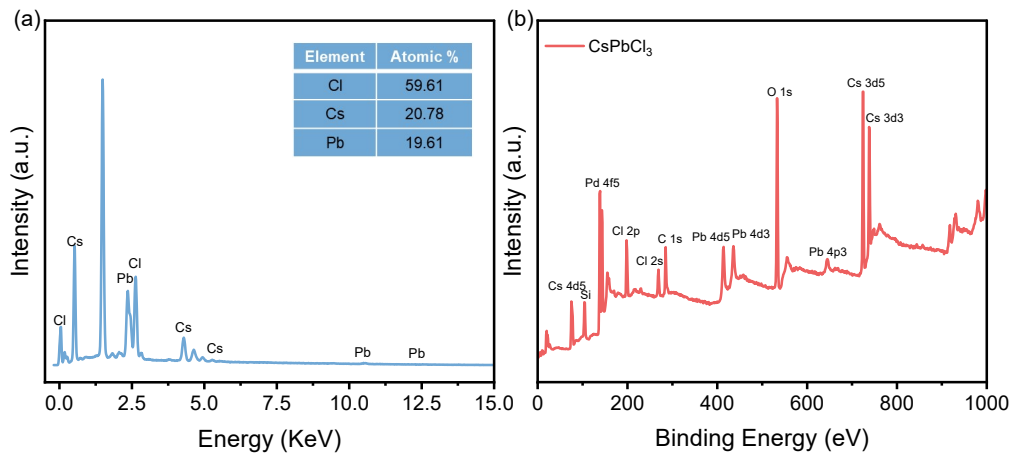 (a)
Element Atomic %
Cl 59.61
Cs 20.78
Pb 19.61
Cl
Cs
Pb
Cl
Cs
Cs
Pb
Pb
Intensity (a.u.)
0.0 2.5 5.0 7.5 10.0 12.5 15.0
Energy (KeV)
(b)
CsPbCl₃
Cs 4d5
Si
Pd 4f5
Cl 2p
Cl 2s
C 1s
Pb 4d5
Pb 4d3
O 1s
Pb 4p3
Cs 3d5
Cs 3d3
Intensity (a.u.)
0 200 400 600 800 1000
Binding Energy (eV)